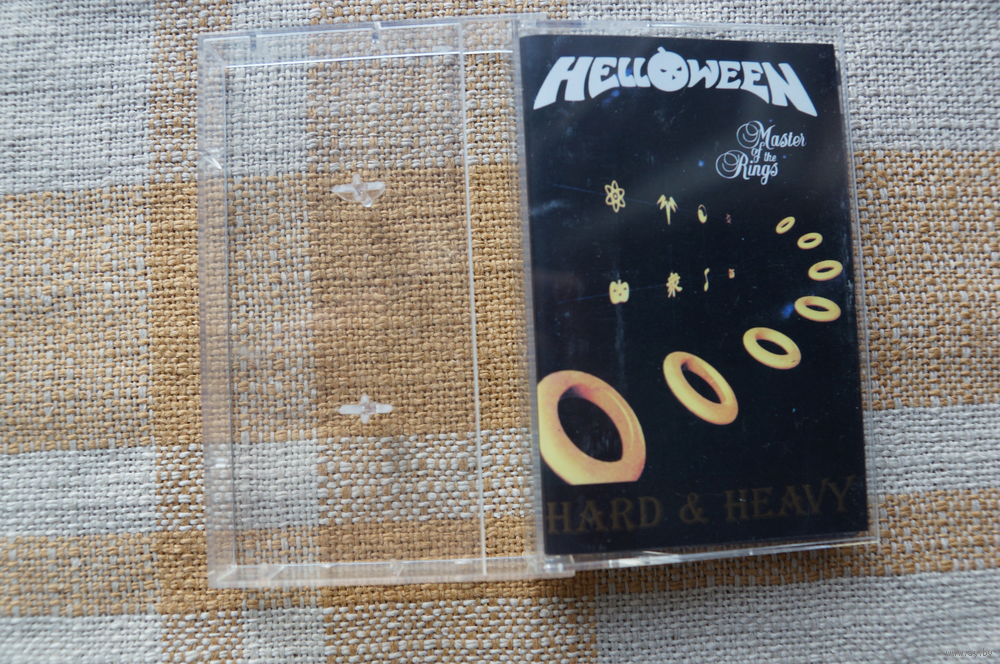 HELLOWEEN
Master
of the
Rings
HARD & HEAVY